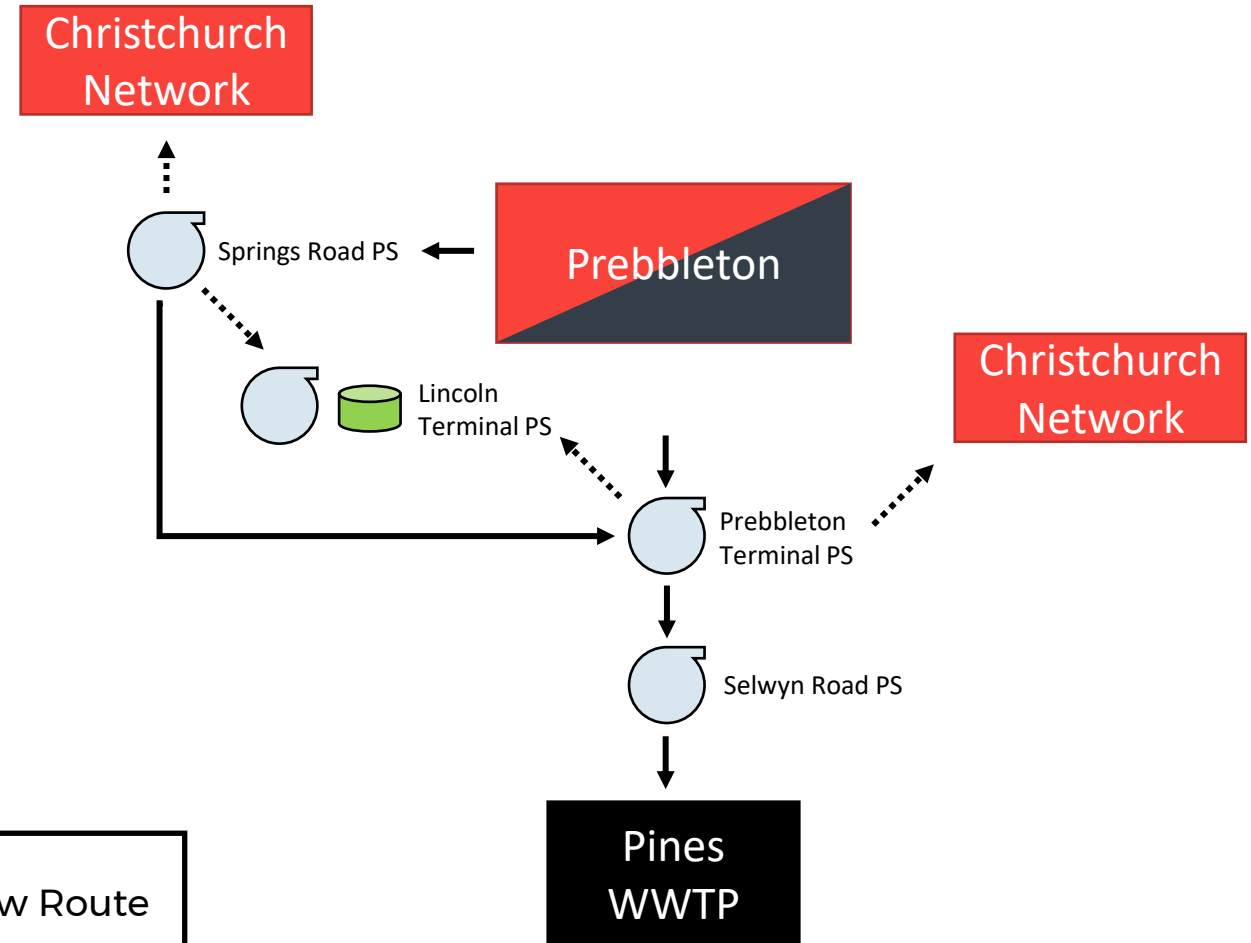 Christchurch
Network
Springs Road PS
Prebbleton
Christchurch
Network
Lincoln
Terminal PS
Prebbleton
Terminal PS
Selwyn Road PS
Pines
WWTP
Route